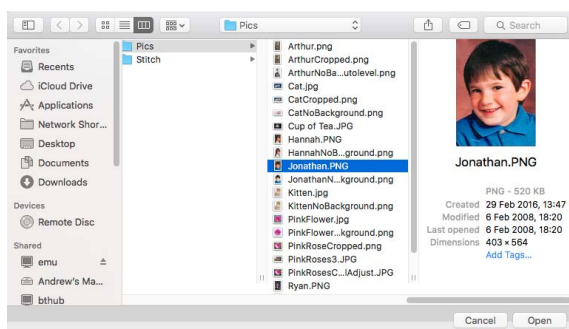 Pics
Search
Favorites
Recents
iCloud Drive
Applications
Network Shor...
Desktop
Documents
Downloads
Devices
Remote Disc
Shared
emu
Andrew's Ma...
bthub
Pics
Stitch
Arthur.png
ArthurCropped.png
ArthurNoBa...utolevel.png
Cat.jpg
CatCropped.png
CatNoBackground.png
Cup of Tea.JPG
Hannah.PNG
HannahNoB...ground.png
Jonathan.PNG
JonathanN...kground.png
Kitten.jpg
KittenNoBackground.png
PinkFlower.jpg
PinkFlower...kground.png
PinkRoseCropped.png
PinkRoses3.JPG
PinkRosesC...lAdjust.JPG
Ryan.PNG
Jonathan.PNG
PNG - 520 KB
Created 29 Feb 2016, 13:47
Modified 6 Feb 2008, 18:20
Last opened 6 Feb 2008, 18:20
Dimensions 403 × 564
Add Tags...
Cancel
Open